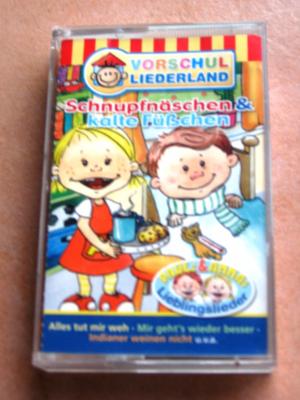 VORSCHUL
LIEDERLAND
Schnupfnäschen &
kalte Füßchen
&
Lieblingslieder
Alles tut mir weh - Mir geht's wieder besser -
Indianer weinen nicht u.v.a.